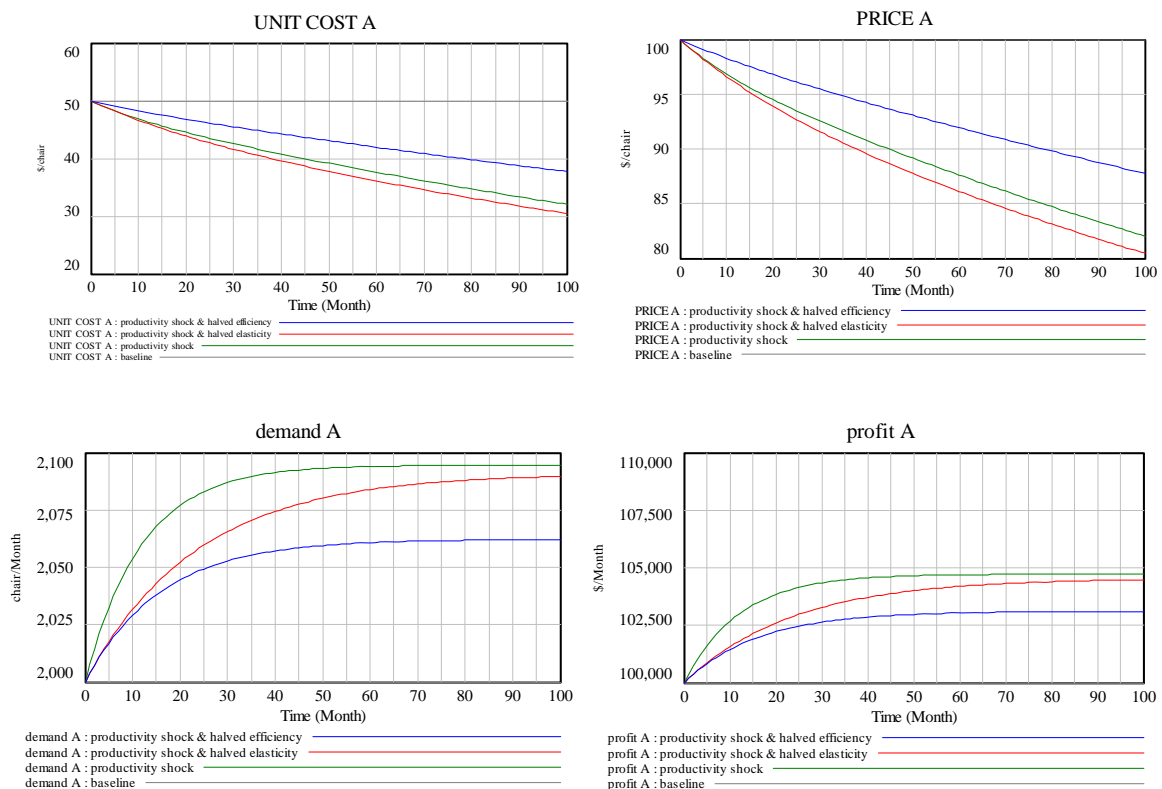 UNIT COST A
60
50
40
30
20
$/chair
0 10 20 30 40 50 60 70 80 90 100
Time (Month)
UNIT COST A : productivity shock & halved efficiency
UNIT COST A : productivity shock & halved elasticity
UNIT COST A : productivity shock
UNIT COST A : baseline
PRICE A
100
95
90
85
80
$/chair
0 10 20 30 40 50 60 70 80 90 100
Time (Month)
PRICE A : productivity shock & halved efficiency
PRICE A : productivity shock & halved elasticity
PRICE A : productivity shock
PRICE A : baseline
demand A
2,100
2,075
2,050
2,025
2,000
chair/Month
0 10 20 30 40 50 60 70 80 90 100
Time (Month)
demand A : productivity shock & halved efficiency
demand A : productivity shock & halved elasticity
demand A : productivity shock
demand A : baseline
profit A
110,000
107,500
105,000
102,500
100,000
$/Month
0 10 20 30 40 50 60 70 80 90 100
Time (Month)
profit A : productivity shock & halved efficiency
profit A : productivity shock & halved elasticity
profit A : productivity shock
profit A : baseline